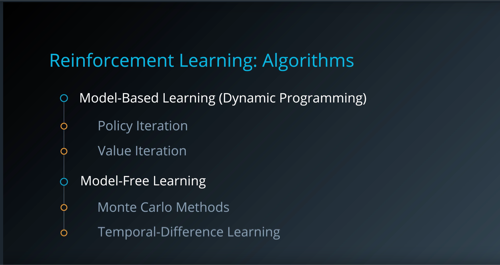 Reinforcement Learning: Algorithms
Model-Based Learning (Dynamic Programming)
Policy Iteration
Value Iteration
Model-Free Learning
Monte Carlo Methods
Temporal-Difference Learning